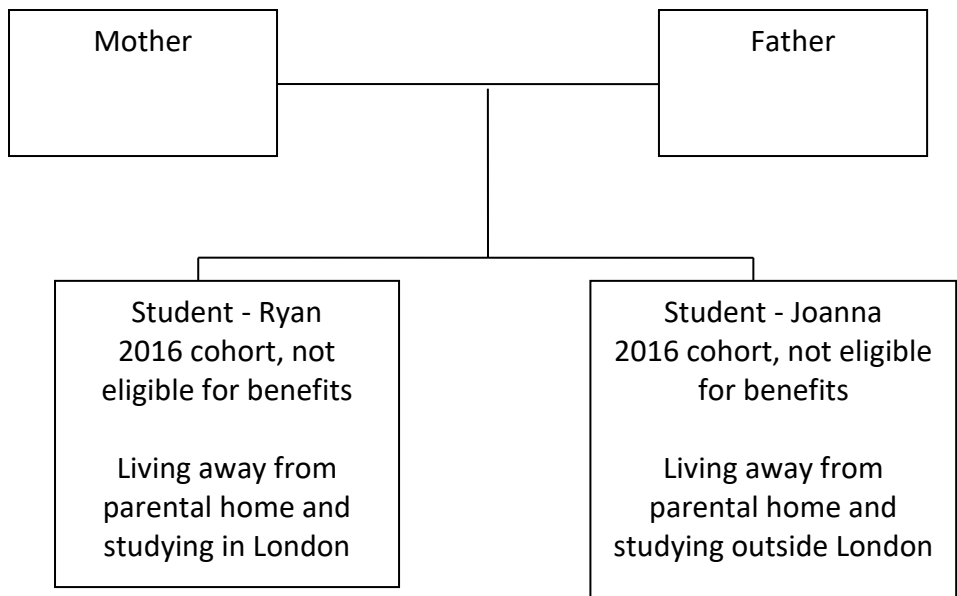 Mother
Father
Student - Ryan
2016 cohort, not
eligible for benefits
Living away from
parental home and
studying in London
Student - Joanna
2016 cohort, not eligible
for benefits
Living away from
parental home and
studying outside London